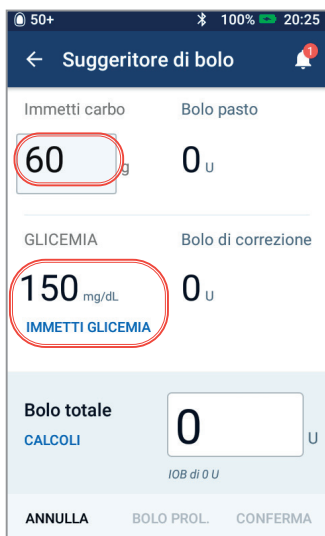 50+ 100% 20:25
Suggeritore di bolo 1
Immetti carbo Bolo pasto
60 g 0 U
GLICEMIA Bolo di correzione
150 mg/dL 0 U
IMMETTI GLICEMIA
Bolo totale
CALCOLI 0 U
IOB di 0 U
ANNULLA BOLO PROL. CONFERMA